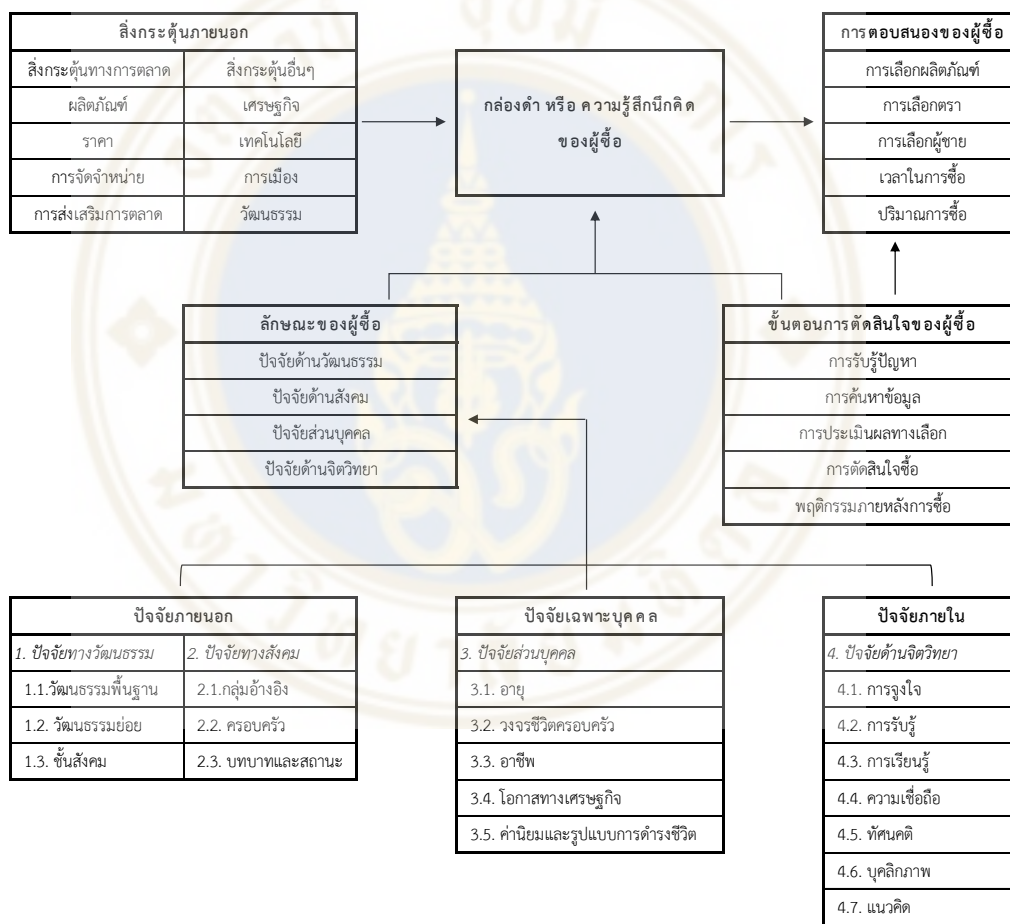 สิ่งกระตุ้นภายนอก
สิ่งกระตุ้นทางการตลาด สิ่งกระตุ้นอื่นๆ
ผลิตภัณฑ์ เศรษฐกิจ
ราคา เทคโนโลยี
การจัดจำหน่าย การเมือง
การส่งเสริมการตลาด วัฒนธรรม
กล่องดำ หรือ ความรู้สึกนึกคิด
ของผู้ซื้อ
การตอบสนองของผู้ซื้อ
การเลือกผลิตภัณฑ์
การเลือกตรา
การเลือกผู้ขาย
เวลาในการซื้อ
ปริมาณการซื้อ
ลักษณะของผู้ซื้อ
ปัจจัยด้านวัฒนธรรม
ปัจจัยด้านสังคม
ปัจจัยส่วนบุคคล
ปัจจัยด้านจิตวิทยา
ขั้นตอนการตัดสินใจของผู้ซื้อ
การรับรู้ปัญหา
การค้นหาข้อมูล
การประเมินผลทางเลือก
การตัดสินใจซื้อ
พฤติกรรมภายหลังการซื้อ
ปัจจัยภายนอก
1. ปัจจัยทางวัฒนธรรม 2. ปัจจัยทางสังคม
1.1.วัฒนธรรมพื้นฐาน 2.1.กลุ่มอ้างอิง
1.2. วัฒนธรรมย่อย 2.2. ครอบครัว
1.3. ชั้นสังคม 2.3. บทบาทและสถานะ
ปัจจัยเฉพาะบุคคล
3. ปัจจัยส่วนบุคคล
3.1. อายุ
3.2. วงจรชีวิตครอบครัว
3.3. อาชีพ
3.4. โอกาสทางเศรษฐกิจ
3.5. ค่านิยมและรูปแบบการดำรงชีวิต
ปัจจัยภายใน
4. ปัจจัยด้านจิตวิทยา
4.1. การจูงใจ
4.2. การรับรู้
4.3. การเรียนรู้
4.4. ความเชื่อถือ
4.5. ทัศนคติ
4.6. บุคลิกภาพ
4.7. แนวคิด